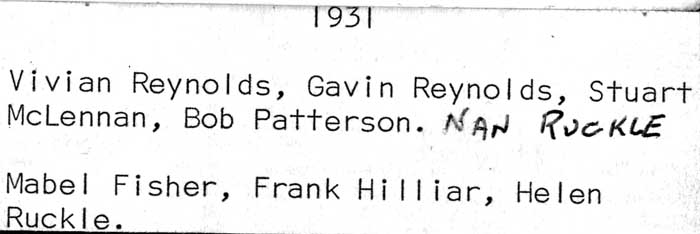 1931
Vivian Reynolds, Gavin Reynolds, Stuart
McLennan, Bob Patterson. NAN RUCKLE
Mabel Fisher, Frank Hilliar, Helen
Ruckle.